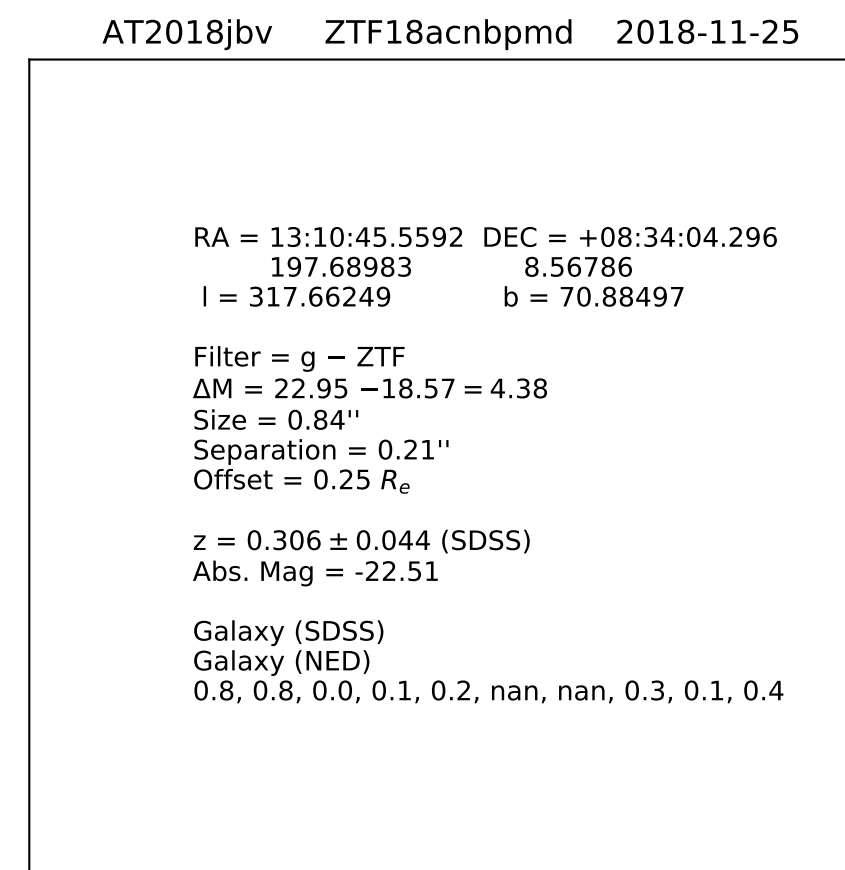 AT2018jbv ZTF18acnbpmd 2018-11-25
RA = 13:10:45.5592 DEC = +08:34:04.296
197.68983 8.56786
l = 317.66249 b = 70.88497
Filter = g − ZTF
ΔM = 22.95 −18.57 = 4.38
Size = 0.84''
Separation = 0.21''
Offset = 0.25 Rₑ
z = 0.306 ± 0.044 (SDSS)
Abs. Mag = -22.51
Galaxy (SDSS)
Galaxy (NED)
0.8, 0.8, 0.0, 0.1, 0.2, nan, nan, 0.3, 0.1, 0.4